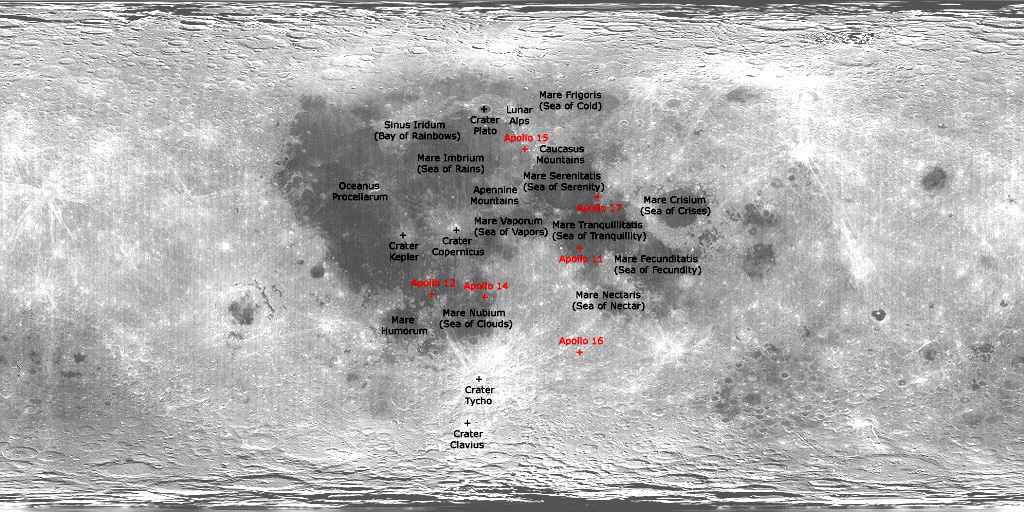 Mare Frigoris
(Sea of Cold)
Lunar
Alps
Crater
Plato
Sinus Iridum
(Bay of Rainbows)
Apollo 15
Caucasus
Mountains
Mare Imbrium
(Sea of Rains)
Mare Serenitatis
(Sea of Serenity)
Oceanus
Procellarum
Apennine
Mountains
Mare Crisium
(Sea of Crises)
Apollo 17
Mare Vaporum
(Sea of Vapors)
Mare Tranquillitatis
(Sea of Tranquility)
Crater
Kepler
Crater
Copernicus
Apollo 11
Mare Fecunditatis
(Sea of Fecundity)
Apollo 12
Apollo 14
Mare Nectaris
(Sea of Nectar)
Mare
Humorum
Mare Nubium
(Sea of Clouds)
Apollo 16
Crater
Tycho
Crater
Clavius